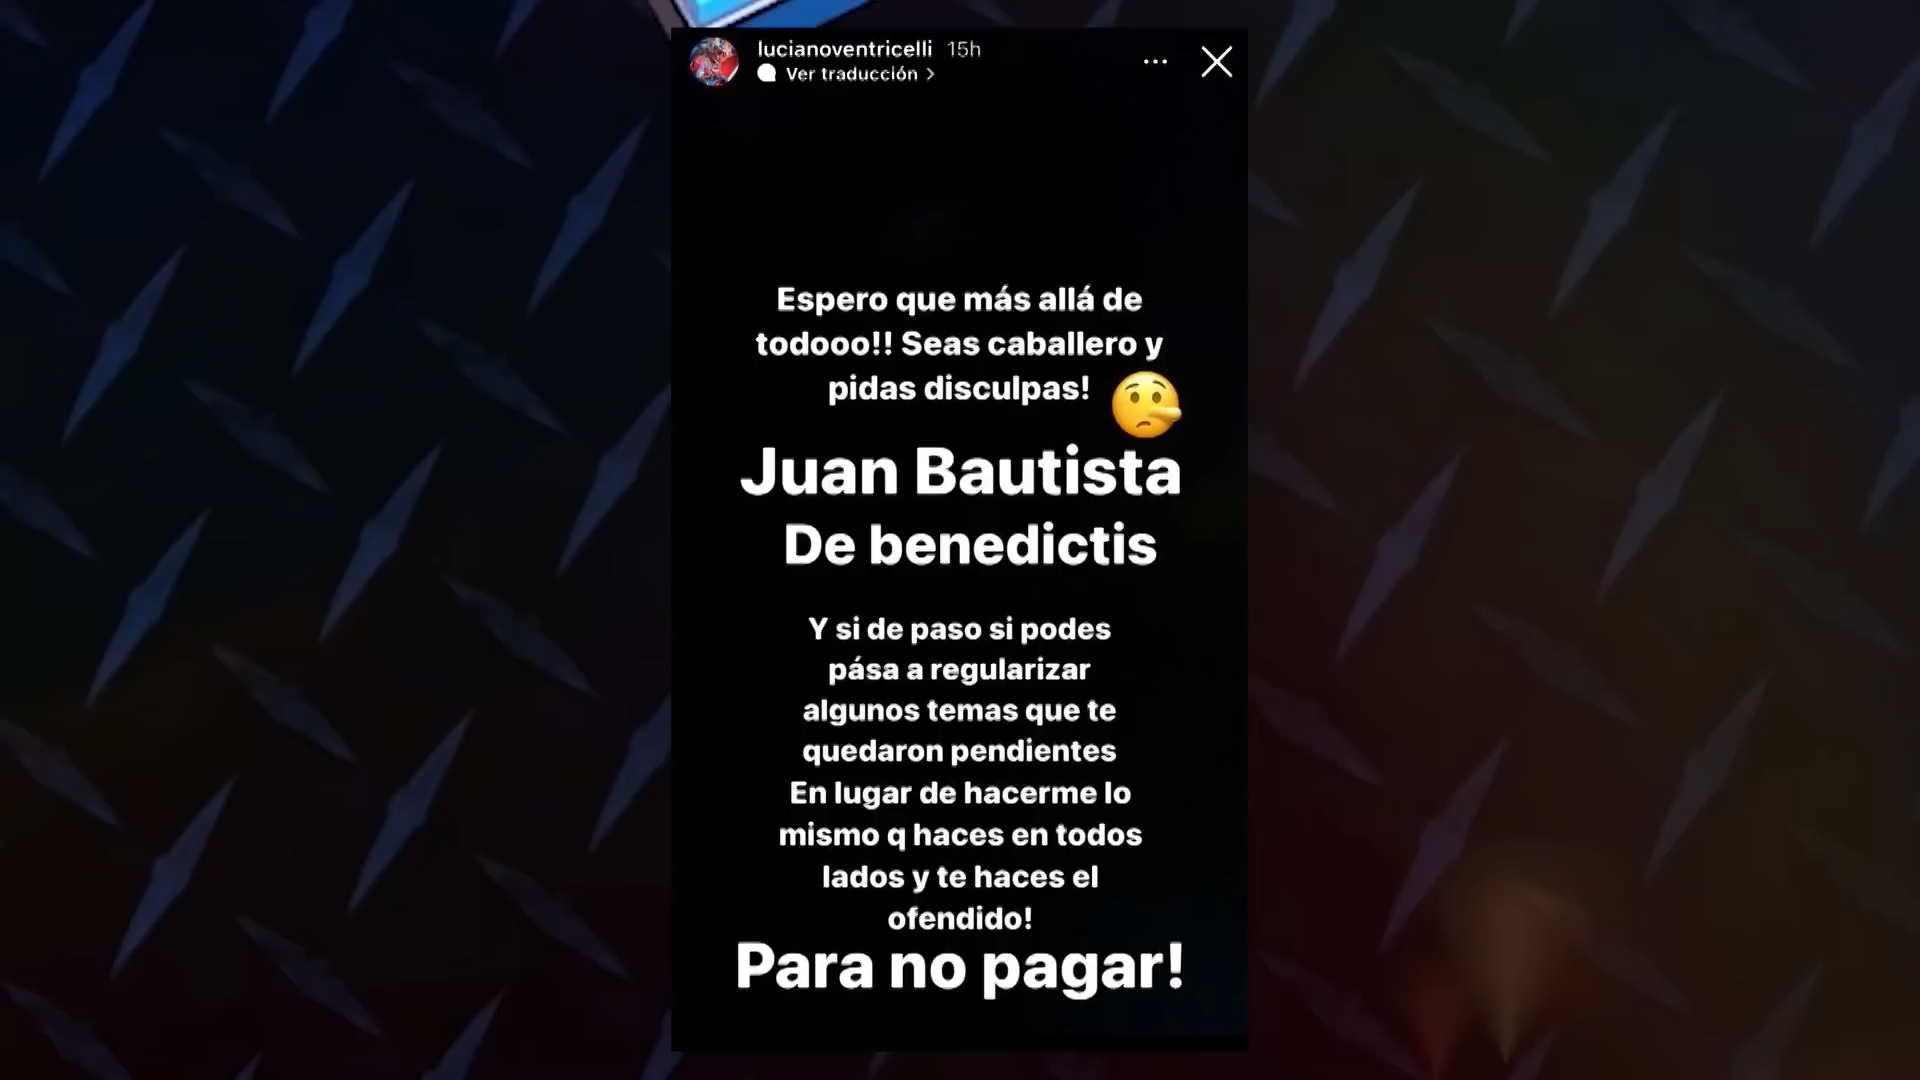 lucianoventricelli 15h
Ver traducción
Espero que más allá de
todooo!! Seas caballero y
pidas disculpas!
Juan Bautista
De benedictis
Y si de paso si podes
pása a regularizar
algunos temas que te
quedaron pendientes
En lugar de hacerme lo
mismo q haces en todos
lados y te haces el
ofendido!
Para no pagar!